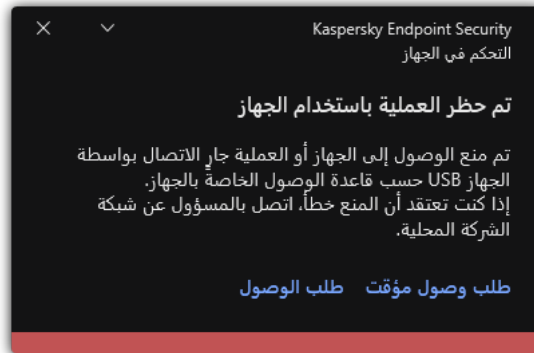 Kaspersky Endpoint Security
التحكم في الجهاز
تم حظر العملية باستخدام الجهاز
تم منع الوصول إلى الجهاز أو العملية جارٍ الاتصال بواسطة
الجهاز USB حسب قاعدة الوصول الخاصة بالجهاز.
إذا كنت تعتقد أن المنع خطأ، اتصل بالمسؤول عن شبكة
الشركة المحلية.
طلب وصول مؤقت طلب الوصول